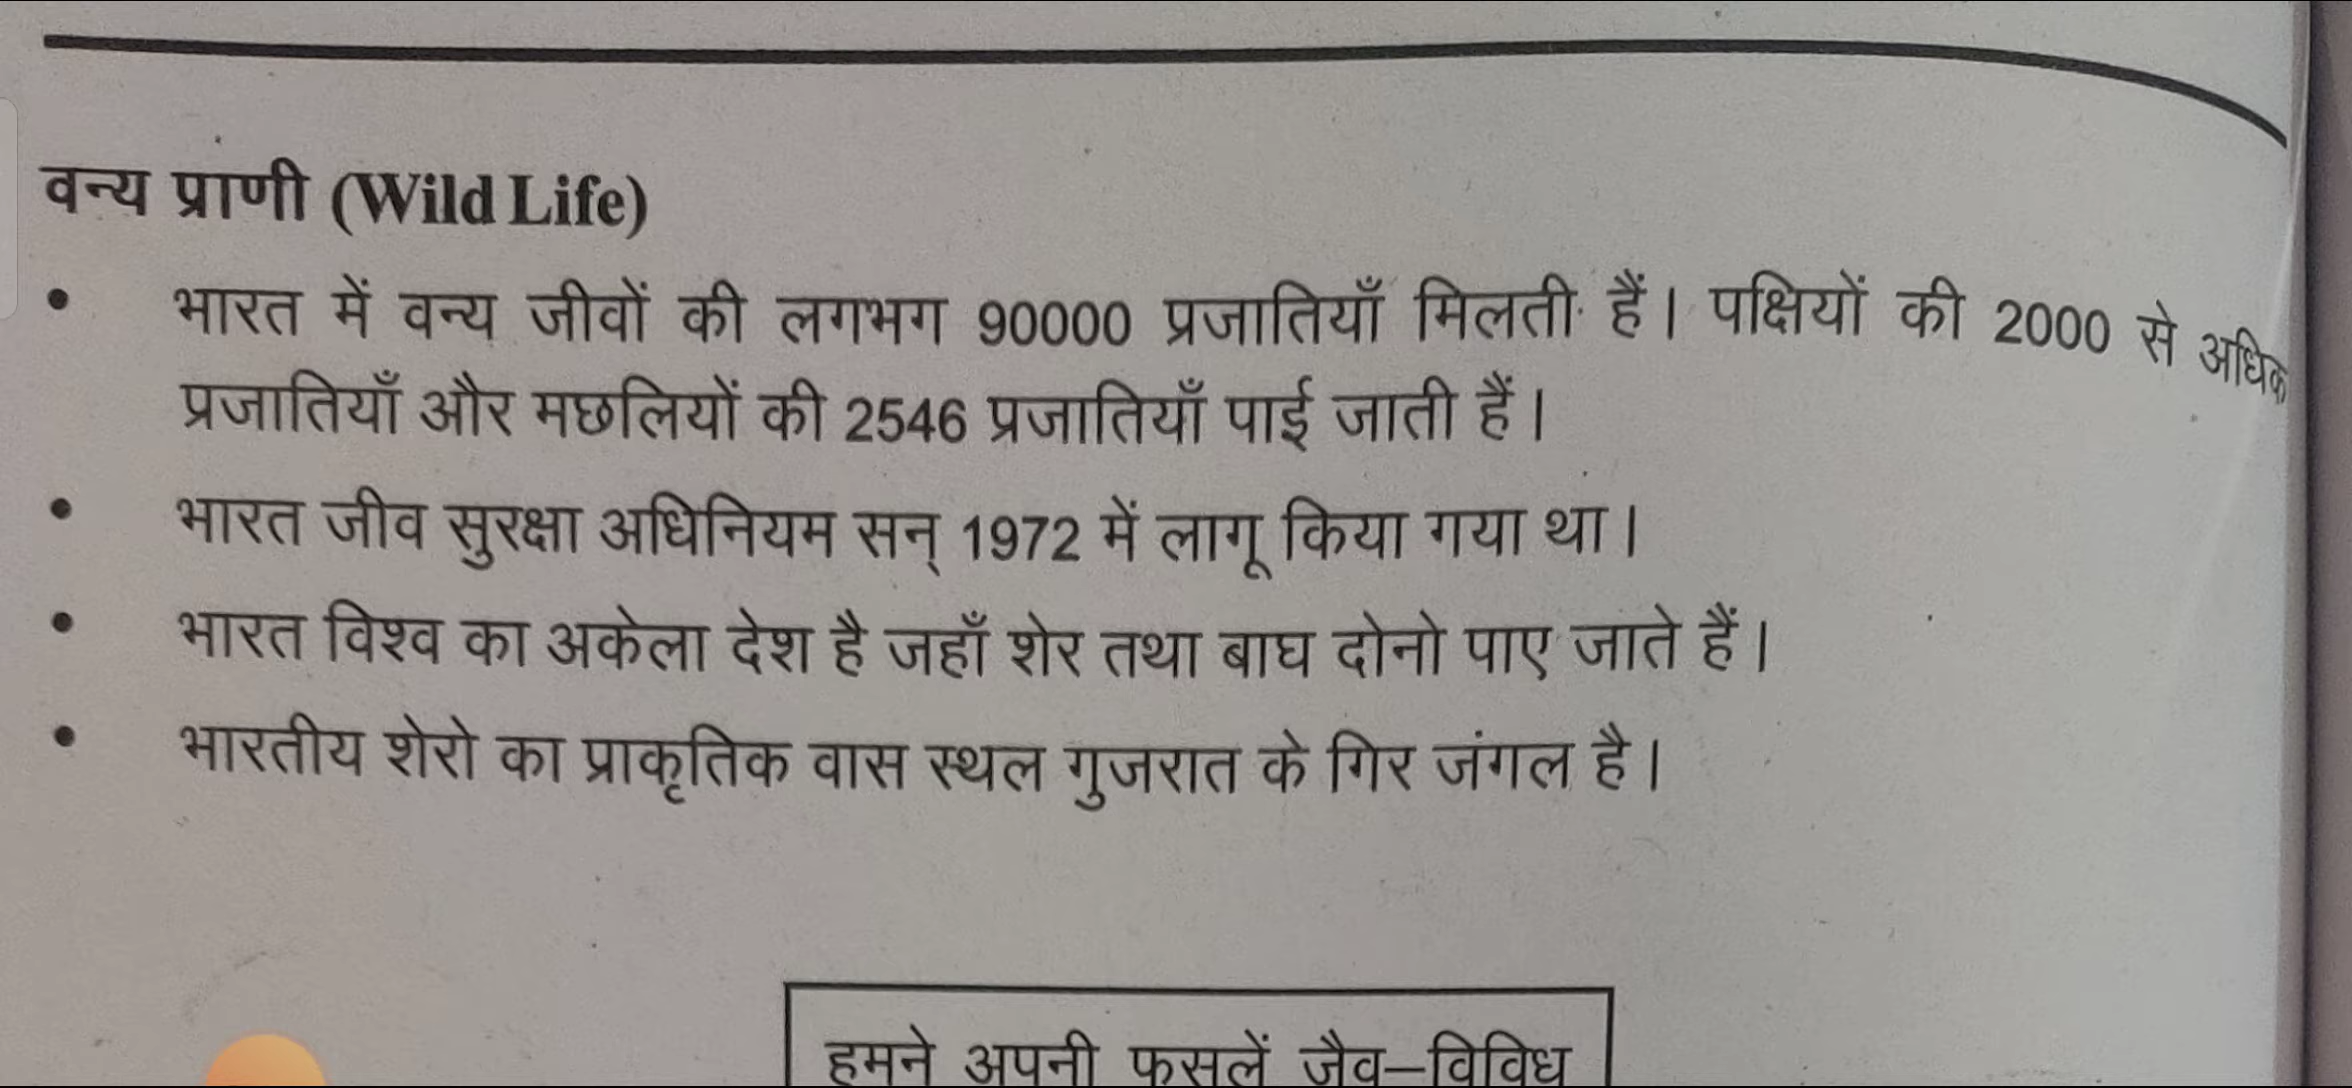 वन्य प्राणी (Wild Life)
• भारत में वन्य जीवों की लगभग 90000 प्रजातियाँ मिलती हैं। पक्षियों की 2000 से अधिक
प्रजातियाँ और मछलियों की 2546 प्रजातियाँ पाई जाती हैं।
• भारत जीव सुरक्षा अधिनियम सन् 1972 में लागू किया गया था।
• भारत विश्व का अकेला देश है जहाँ शेर तथा बाघ दोनो पाए जाते हैं।
• भारतीय शेरो का प्राकृतिक वास स्थल गुजरात के गिर जंगल है।
हमने अपनी फसलें जैव–विविध